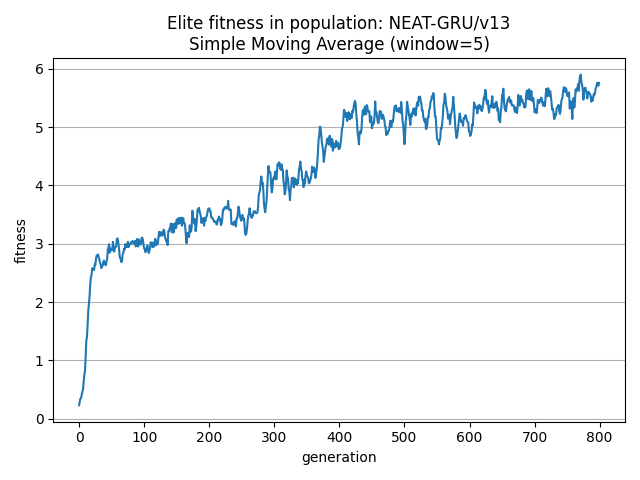 Elite fitness in population: NEAT-GRU/v13
Simple Moving Average (window=5)
6
5
4
3
2
1
0
fitness
0 100 200 300 400 500 600 700 800
generation